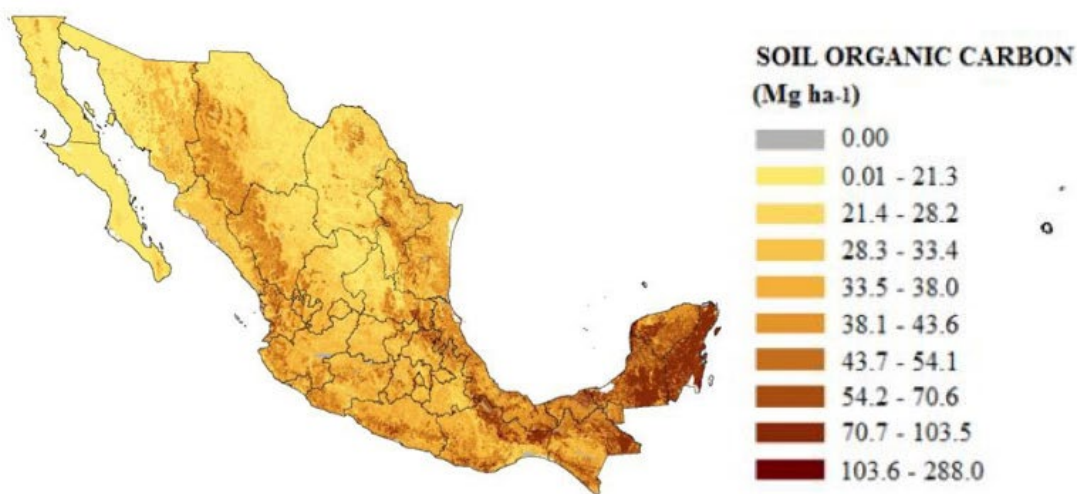 SOIL ORGANIC CARBON
(Mg ha-1)
0.00
0.01 - 21.3
21.4 - 28.2
28.3 - 33.4
33.5 - 38.0
38.1 - 43.6
43.7 - 54.1
54.2 - 70.6
70.7 - 103.5
103.6 - 288.0